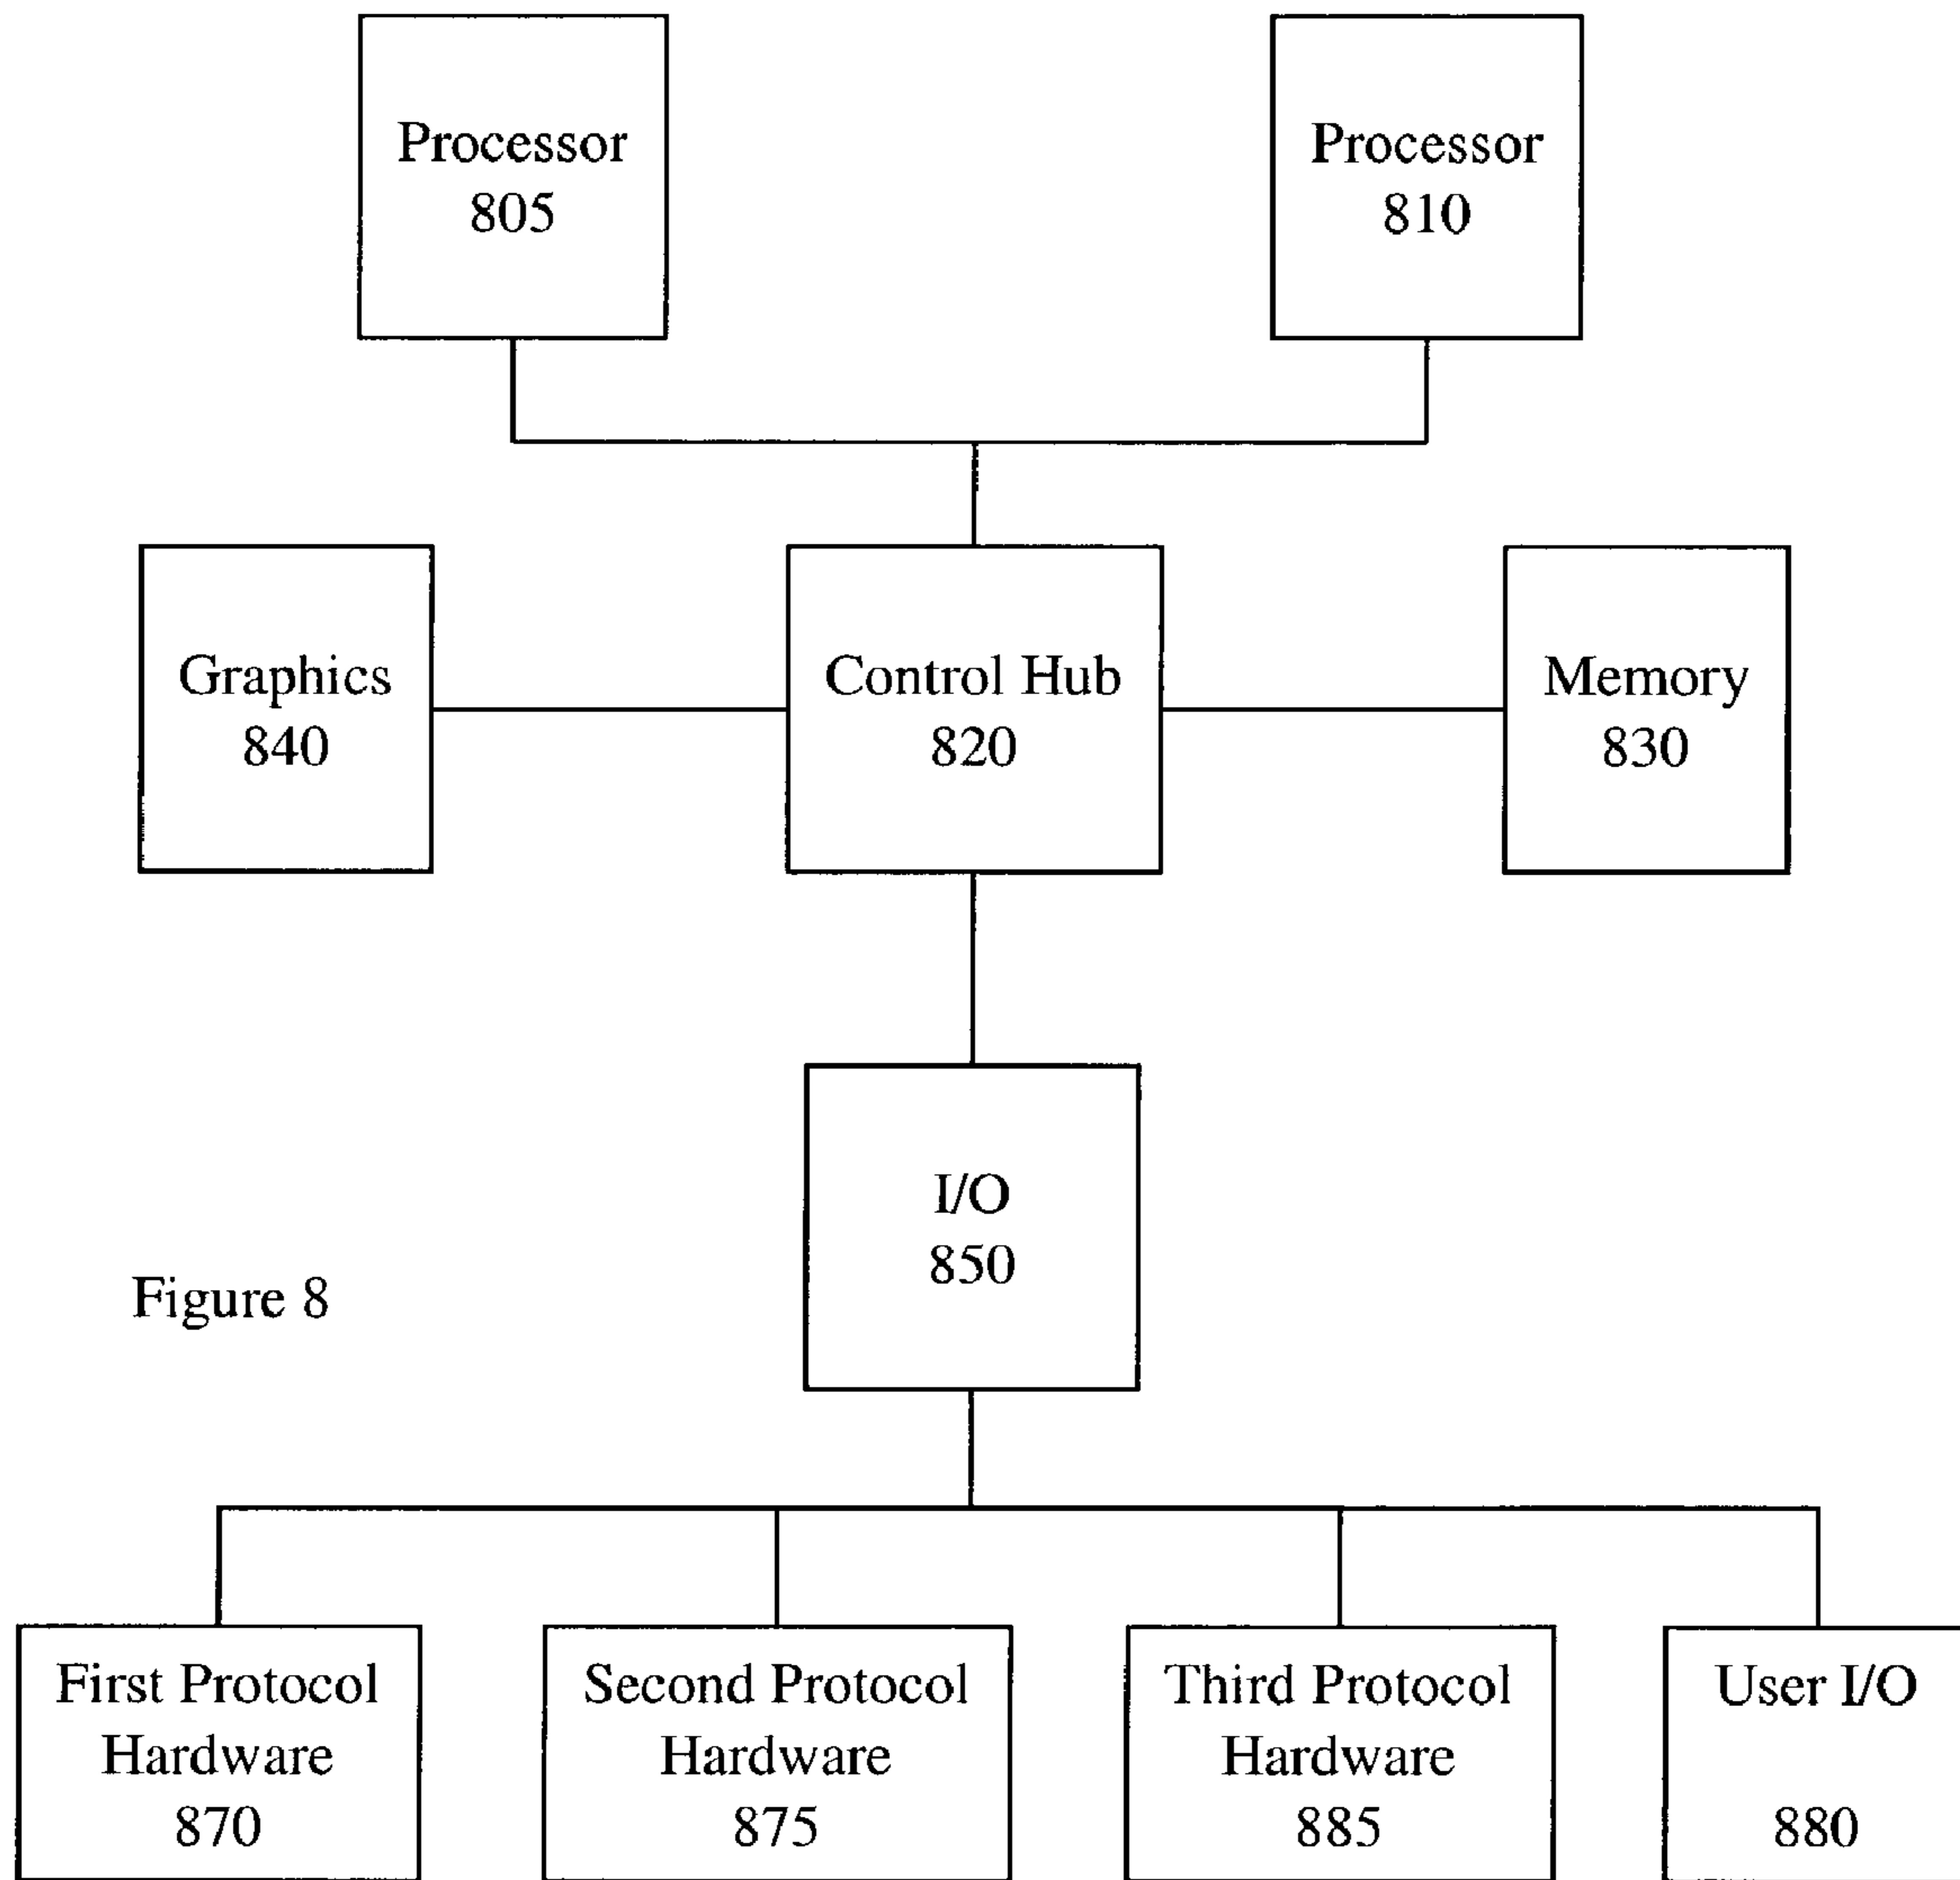 Processor
805
Processor
810
Graphics
840
Control Hub
820
Memory
830
I/O
850
Figure 8
First Protocol
Hardware
870
Second Protocol
Hardware
875
Third Protocol
Hardware
885
User I/O
880